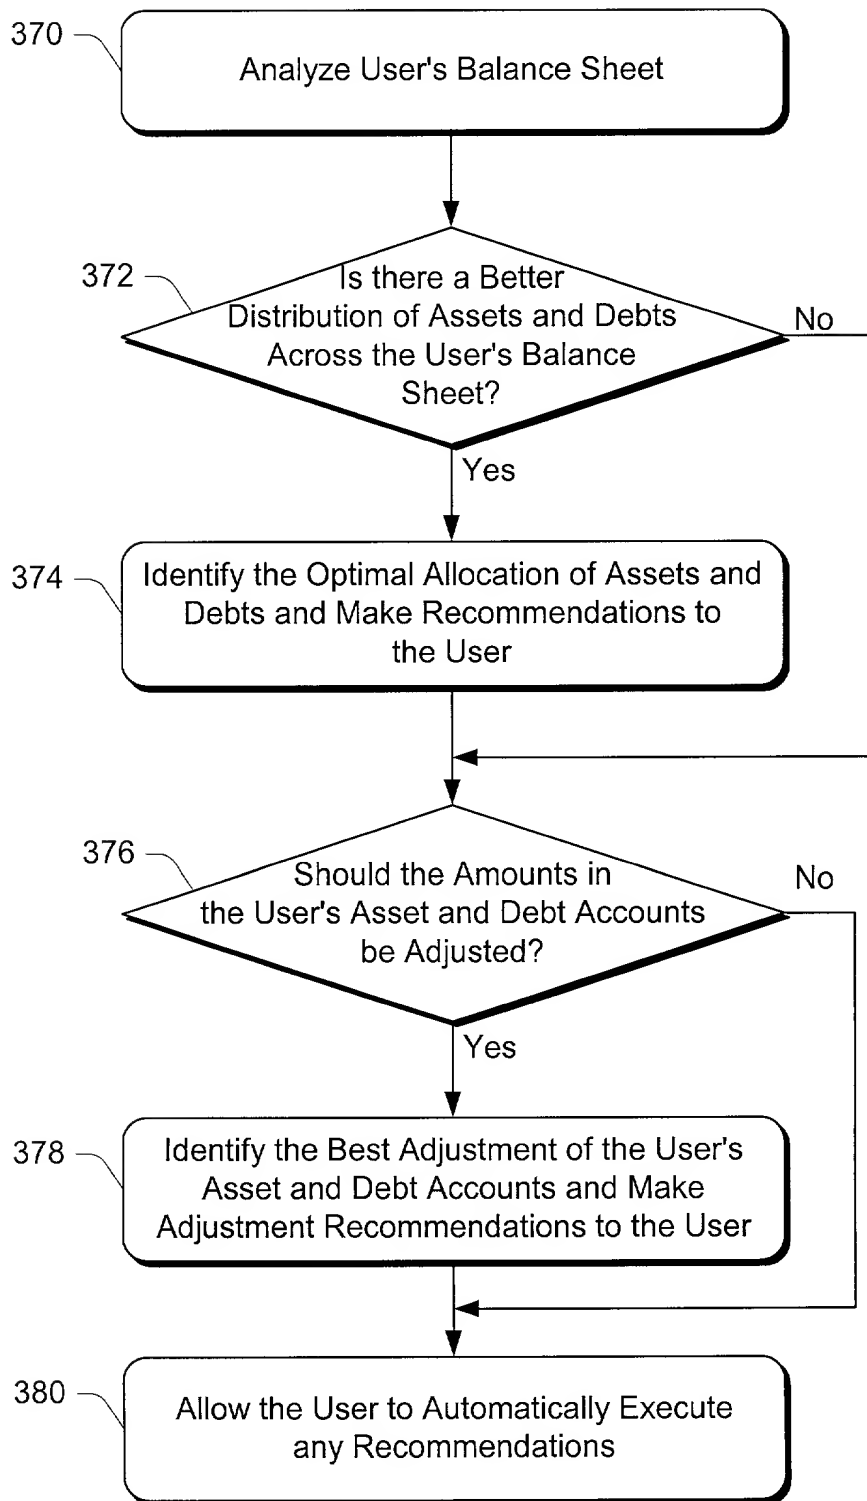 370
Analyze User's Balance Sheet
372
Is there a Better
Distribution of Assets and Debts
Across the User's Balance
Sheet?
No
Yes
374
Identify the Optimal Allocation of Assets and
Debts and Make Recommendations to
the User
376
Should the Amounts in
the User's Asset and Debt Accounts
be Adjusted?
No
Yes
378
Identify the Best Adjustment of the User's
Asset and Debt Accounts and Make
Adjustment Recommendations to the User
380
Allow the User to Automatically Execute
any Recommendations